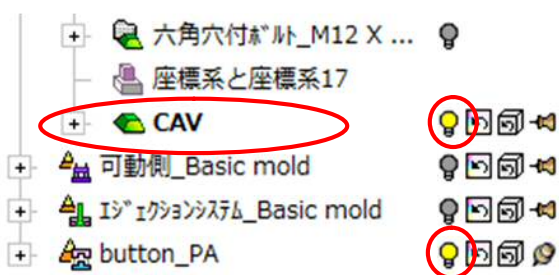 六角穴付ﾎﾞﾙﾄ_M12 X ...
座標系と座標系17
CAV
可動側_Basic mold
ｴｼﾞｪｸｼｮﾝｼｽﾃﾑ_Basic mold
button_PA